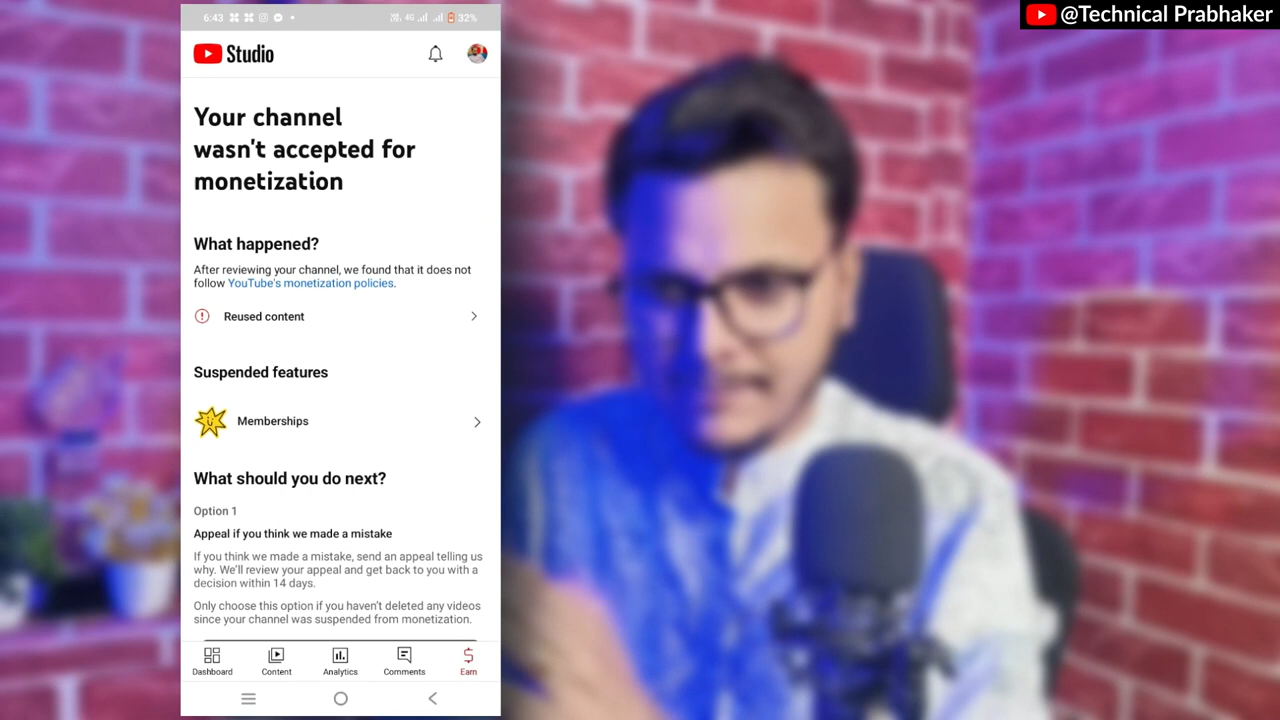 @Technical Prabhaker
6:43
4G
32%
Studio
Your channel
wasn't accepted for
monetization
What happened?
After reviewing your channel, we found that it does not
follow YouTube's monetization policies.
Reused content
Suspended features
Memberships
What should you do next?
Option 1
Appeal if you think we made a mistake
If you think we made a mistake, send an appeal telling us
why. We'll review your appeal and get back to you with a
decision within 14 days.
Only choose this option if you haven't deleted any videos
since your channel was suspended from monetization.
Dashboard
Content
Analytics
Comments
Earn